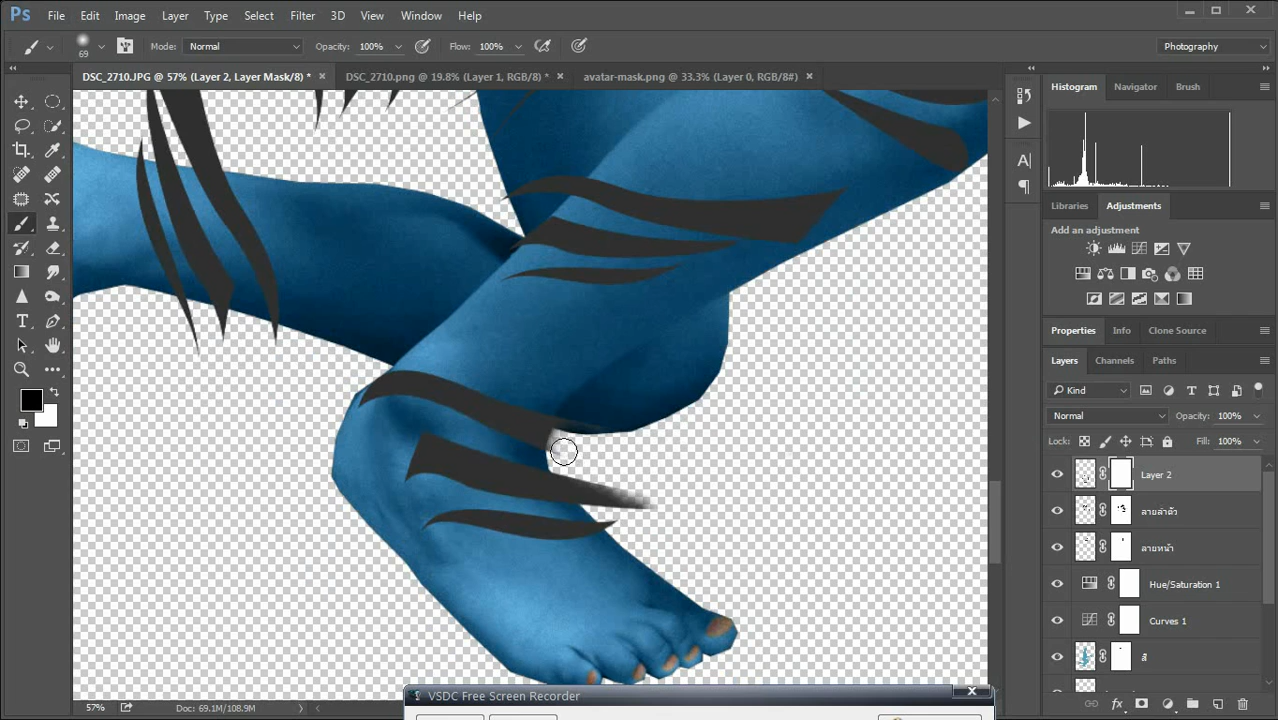 Ps File Edit Image Layer Type Select Filter 3D View Window Help
69 Mode: Normal Opacity: 100% Flow: 100% Photography
DSC_2710.JPG @ 57% (Layer 2, Layer Mask/8) * DSC_2710.png @ 19.8% (Layer 1, RGB/8) * avatar-mask.png @ 33.3% (Layer 0, RGB/8#)
Histogram Navigator Brush
Libraries Adjustments
Add an adjustment
Properties Info Clone Source
Layers Channels Paths
Kind
Normal Opacity: 100%
Lock: Fill: 100%
Layer 2
ลายลำตัว
ลายหน้า
Hue/Saturation 1
Curves 1
สี
VSDC Free Screen Recorder
57% Doc: 69.1M/108.9M